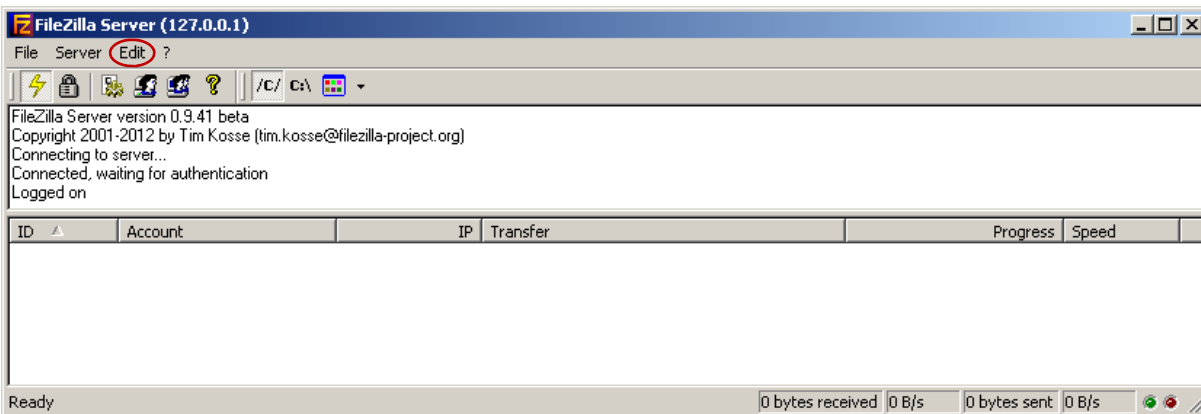 FileZilla Server (127.0.0.1)
File Server Edit ?
/C/ C:\
FileZilla Server version 0.9.41 beta
Copyright 2001-2012 by Tim Kosse (tim.kosse@filezilla-project.org)
Connecting to server...
Connected, waiting for authentication
Logged on
ID Account IP Transfer Progress Speed
Ready 0 bytes received 0 B/s 0 bytes sent 0 B/s